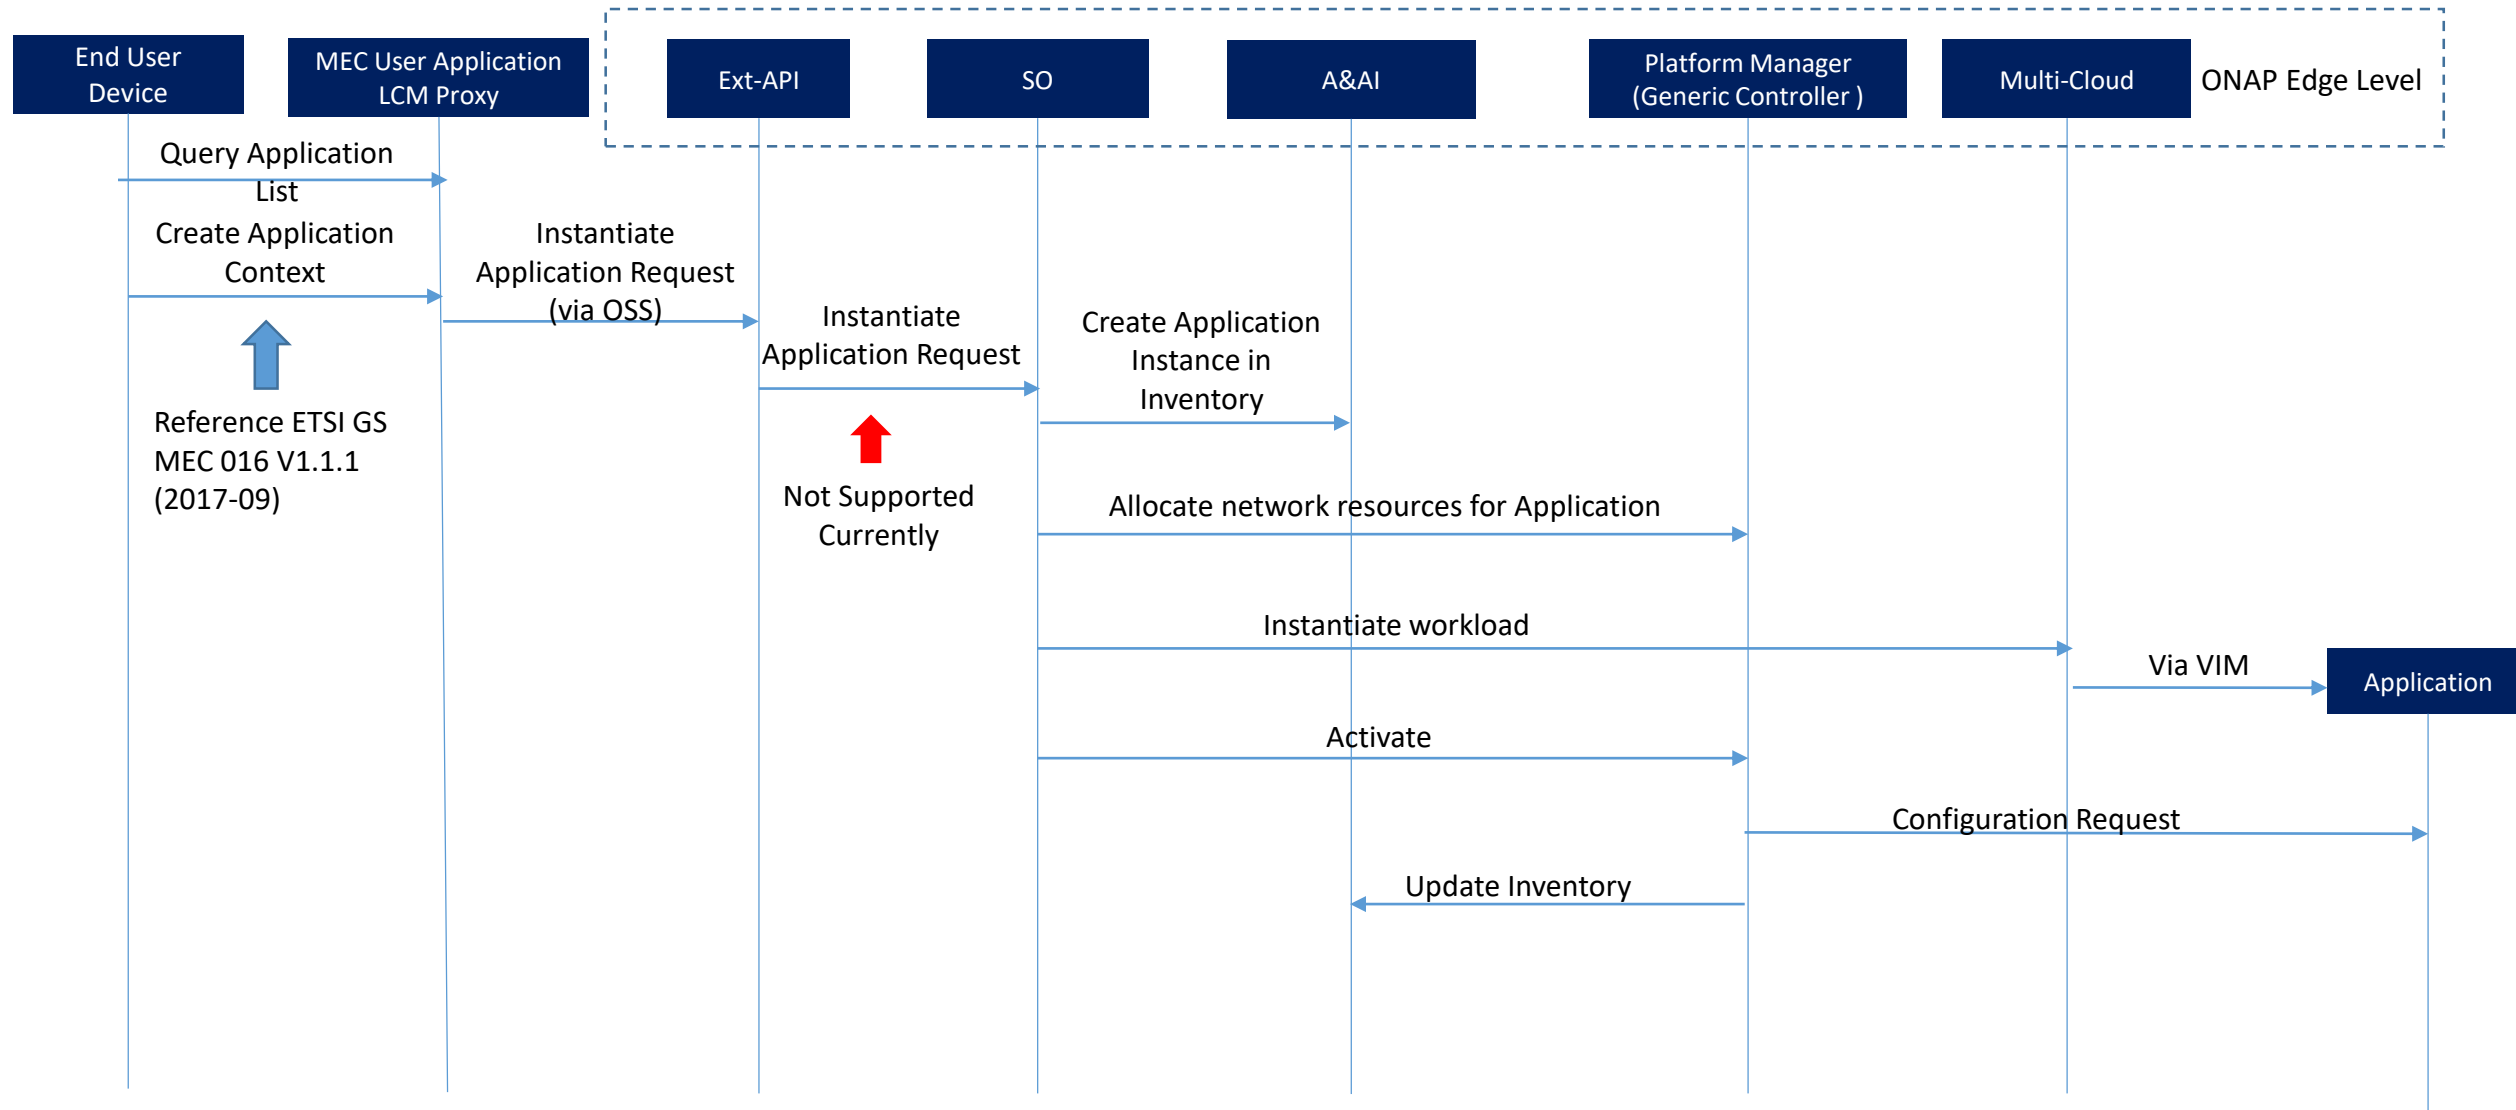 End User
Device
MEC User Application
LCM Proxy
Ext-API
SO
A&AI
Platform Manager
(Generic Controller )
Multi-Cloud
ONAP Edge Level
Query Application
List
Create Application
Context
Instantiate
Application Request
(via OSS)
Instantiate
Application Request
Create Application
Instance in
Inventory
Reference ETSI GS
MEC 016 V1.1.1
(2017-09)
Not Supported
Currently
Allocate network resources for Application
Instantiate workload
Via VIM
Application
Activate
Configuration Request
Update Inventory